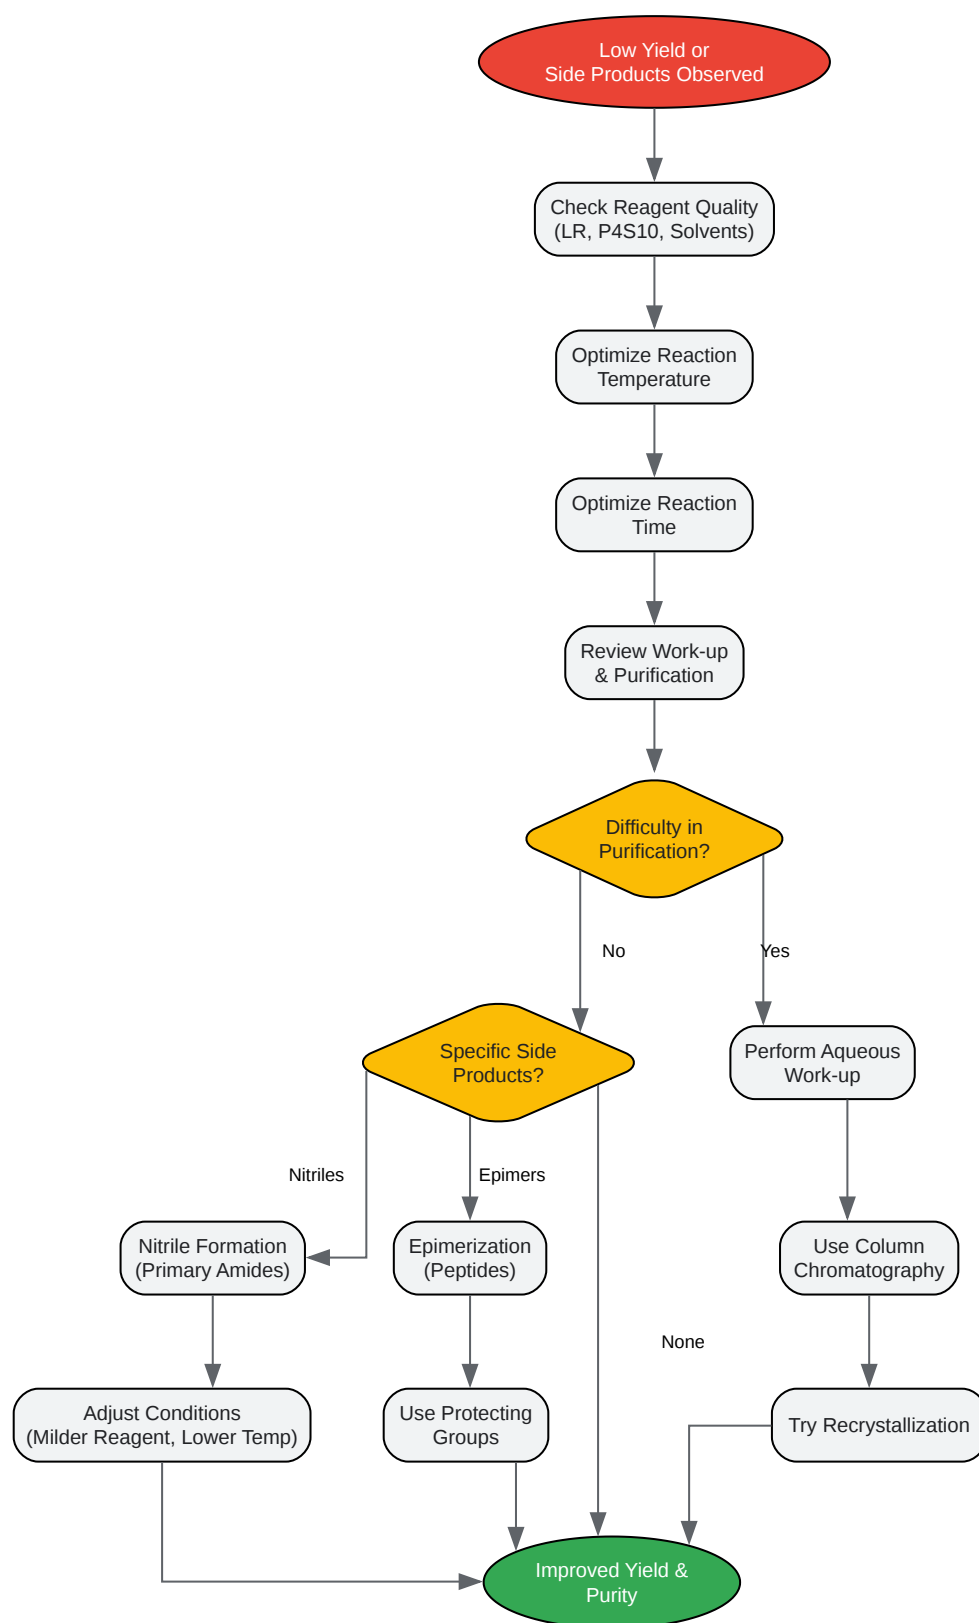 Low Yield or
Side Products Observed
Check Reagent Quality
(LR, P4S10, Solvents)
Optimize Reaction
Temperature
Optimize Reaction
Time
Review Work-up
& Purification
Difficulty in
Purification?
No
Yes
Specific Side
Products?
Perform Aqueous
Work-up
Nitriles
Epimers
Nitrile Formation
(Primary Amides)
Epimerization
(Peptides)
Use Column
Chromatography
None
Adjust Conditions
(Milder Reagent, Lower Temp)
Use Protecting
Groups
Try Recrystallization
Improved Yield &
Purity